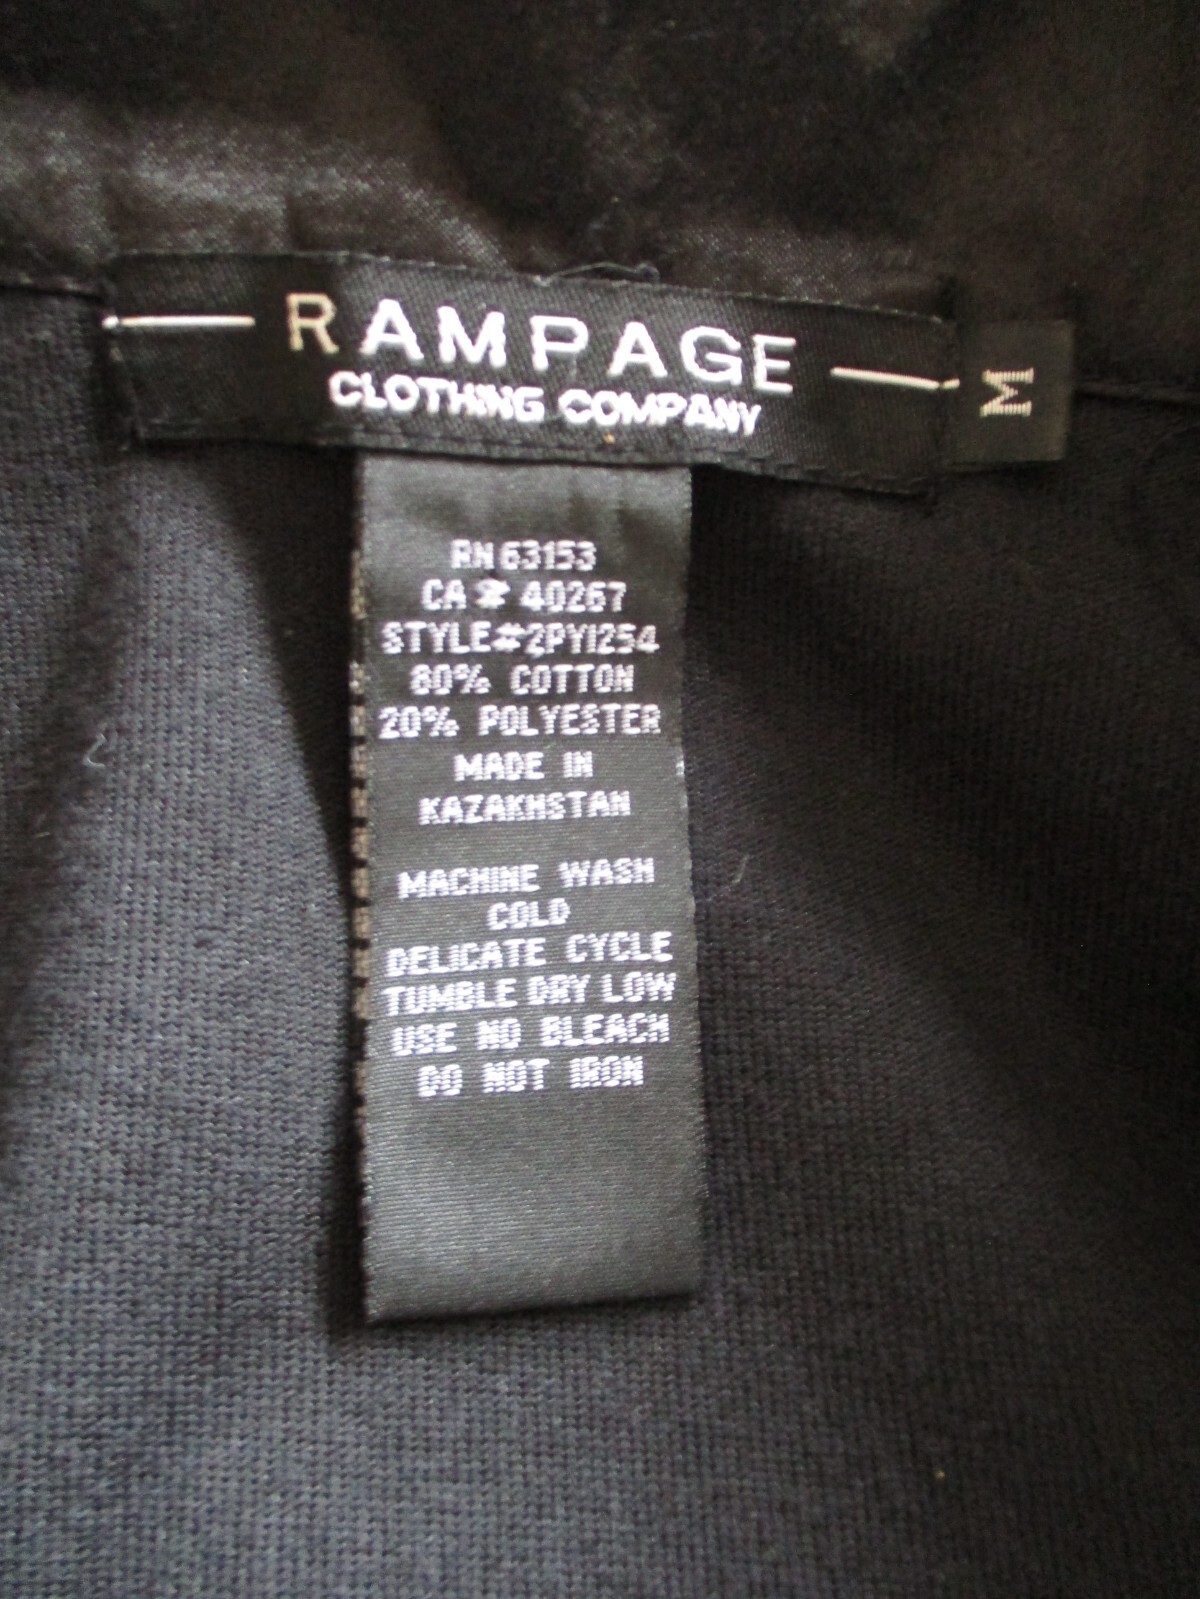 RAMPAGE
CLOTHING COMPANY
M
RN 63153
CA # 40267
STYLE#2PY1254
80% COTTON
20% POLYESTER
MADE IN
KAZAKHSTAN
MACHINE WASH
COLD
DELICATE CYCLE
TUMBLE DRY LOW
USE NO BLEACH
DO NOT IRON